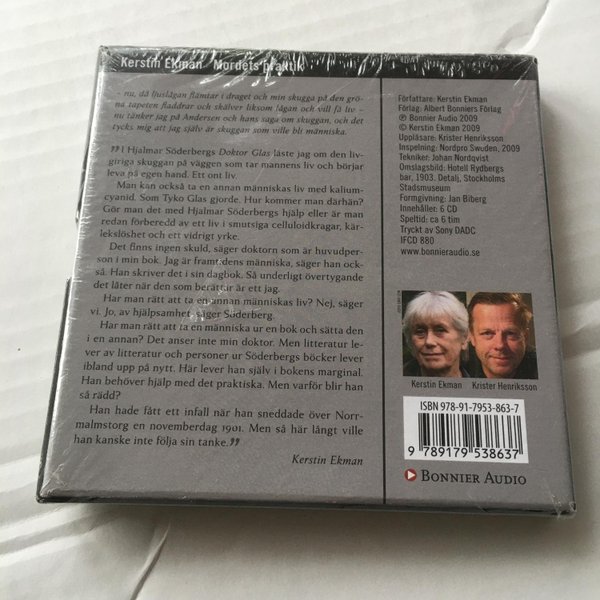 Kerstin Ekman Mordets praktik
– nu, då ljuslågan flämtar i draget och min skugga på den grö-
na tapeten fladdrar och skälver liksom lågan och vill få liv –
nu tänker jag på Andersen och hans saga om skuggan, och det
tycks mig att jag själv är skuggan som ville bli människa.
"I Hjalmar Söderbergs Doktor Glas läste jag om den liv-
giriga skuggan på väggen som tar mannens liv och börjar
leva på egen hand. Ett ont liv.
Man kan också ta en annan människas liv med kalium-
cyanid. Som Tyko Glas gjorde. Hur kommer man därhän?
Gör man det med Hjalmar Söderbergs hjälp eller är man
redan förberedd av ett liv i smutsiga celluloidkragar, kär-
lekslöshet och ett vidrigt yrke.
Det finns ingen skuld, säger doktorn som är huvudper-
son i min bok. Jag är framtidens människa, säger han ock-
så. Han skriver det i sin dagbok. Så underligt övertygande
det låter när den som berättar är ett jag.
Har man rätt att ta en annan människas liv? Nej, säger
vi. Jo, av hjälpsamhet, säger Söderberg.
Har man rätt att ta en människa ur en bok och sätta den
i en annan? Det anser inte min doktor. Men litteratur le-
ver av litteratur och personer ur Söderbergs böcker lever
ibland upp på nytt. Här lever han själv i bokens marginal.
Han behöver hjälp med det praktiska. Men varför blir han
så rädd?
Han hade fått ett infall när han sneddade över Norr-
malmstorg en novemberdag 1901. Men så här långt ville
han kanske inte följa sin tanke."
Kerstin Ekman
Författare: Kerstin Ekman
Förlag: Albert Bonniers Förlag
℗ Bonnier Audio 2009
© Kerstin Ekman 2009
Uppläsare: Krister Henriksson
Inspelning: Nordpro Sweden, 2009
Tekniker: Johan Nordqvist
Omslagsbild: Hotell Rydbergs
bar, 1903. Detalj, Stockholms
Stadsmuseum
Formgivning: Jan Biberg
Innehåller: 6 CD
Speltid: ca 6 tim
Tryckt av Sony DADC
IFCD 880
www.bonnieraudio.se
Kerstin Ekman Krister Henriksson
ISBN 978-91-7953-863-7
9 789179 538637
BONNIER AUDIO